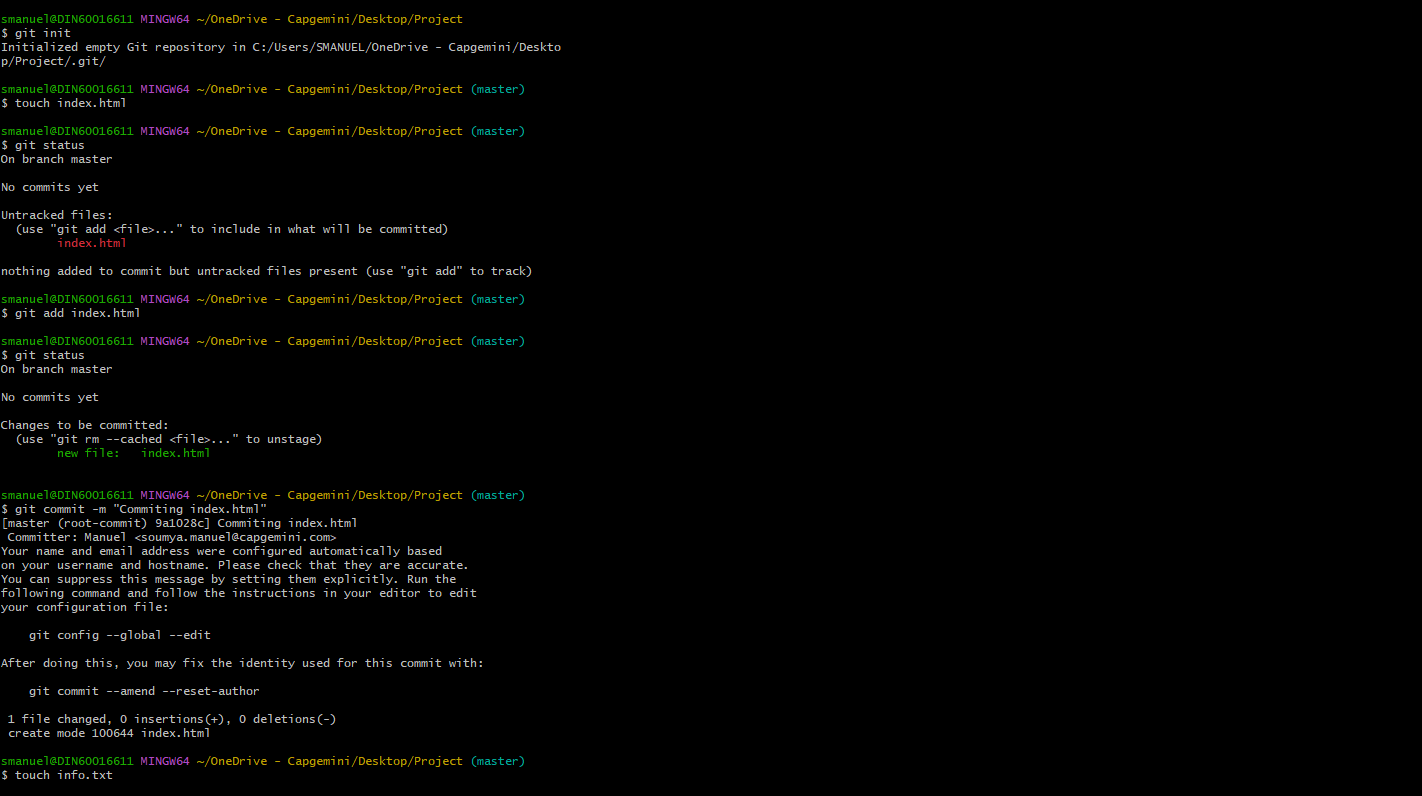 smanuel@DIN60016611 MINGW64 ~/OneDrive - Capgemini/Desktop/Project
$ git init
Initialized empty Git repository in C:/Users/SMANUEL/OneDrive - Capgemini/Deskto
p/Project/.git/
smanuel@DIN60016611 MINGW64 ~/OneDrive - Capgemini/Desktop/Project (master)
$ touch index.html
smanuel@DIN60016611 MINGW64 ~/OneDrive - Capgemini/Desktop/Project (master)
$ git status
On branch master
No commits yet
Untracked files:
  (use "git add <file>..." to include in what will be committed)
        index.html
nothing added to commit but untracked files present (use "git add" to track)
smanuel@DIN60016611 MINGW64 ~/OneDrive - Capgemini/Desktop/Project (master)
$ git add index.html
smanuel@DIN60016611 MINGW64 ~/OneDrive - Capgemini/Desktop/Project (master)
$ git status
On branch master
No commits yet
Changes to be committed:
  (use "git rm --cached <file>..." to unstage)
        new file:   index.html
smanuel@DIN60016611 MINGW64 ~/OneDrive - Capgemini/Desktop/Project (master)
$ git commit -m "Commiting index.html"
[master (root-commit) 9a1028c] Commiting index.html
 Committer: Manuel <soumya.manuel@capgemini.com>
Your name and email address were configured automatically based
on your username and hostname. Please check that they are accurate.
You can suppress this message by setting them explicitly. Run the
following command and follow the instructions in your editor to edit
your configuration file:
    git config --global --edit
After doing this, you may fix the identity used for this commit with:
    git commit --amend --reset-author
 1 file changed, 0 insertions(+), 0 deletions(-)
 create mode 100644 index.html
smanuel@DIN60016611 MINGW64 ~/OneDrive - Capgemini/Desktop/Project (master)
$ touch info.txt